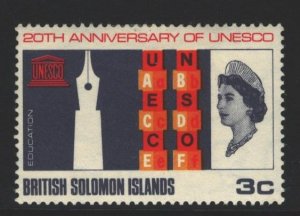 20TH ANNIVERSARY OF UNESCO
UNESCO
U N
A B
E S
C D
C O
E F
EDUCATION
BRITISH SOLOMON ISLANDS 3C